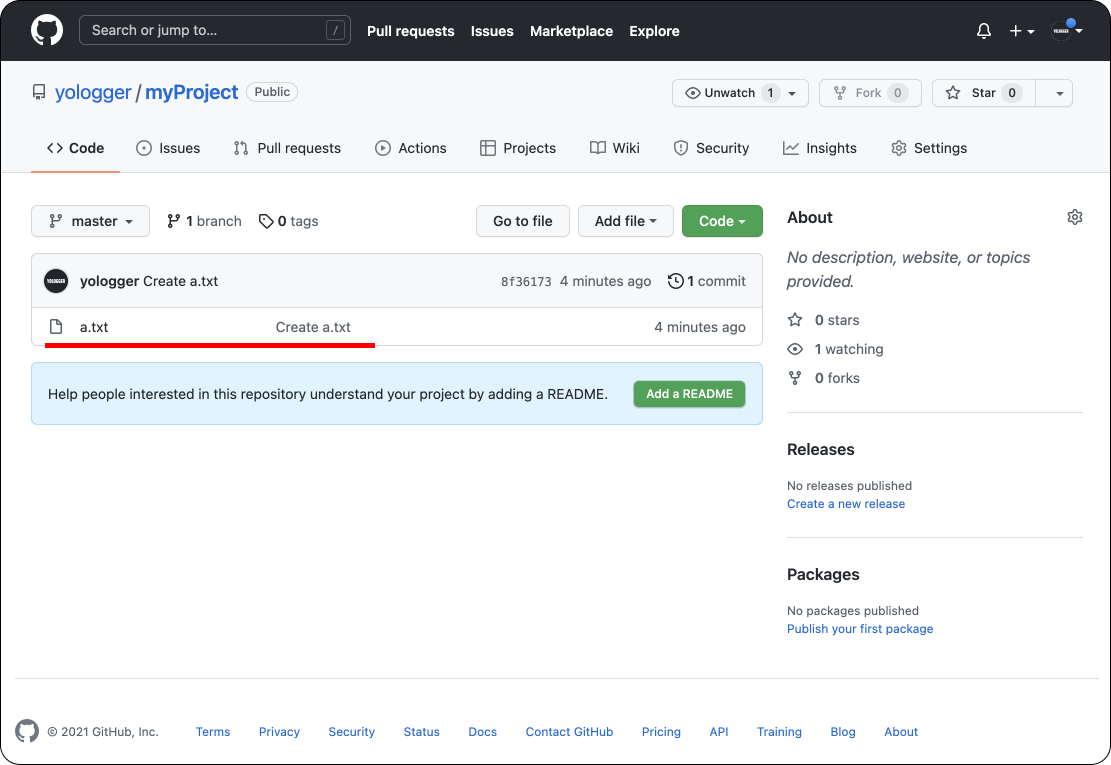 Search or jump to… /
Pull requests Issues Marketplace Explore
yologger / myProject Public
Unwatch 1 Fork 0 Star 0
Code Issues Pull requests Actions Projects Wiki Security Insights Settings
master 1 branch 0 tags Go to file Add file Code
YOLOGGER yologger Create a.txt 8f36173 4 minutes ago 1 commit
a.txt Create a.txt 4 minutes ago
Help people interested in this repository understand your project by adding a README. Add a README
About
No description, website, or topics
provided.
0 stars
1 watching
0 forks
Releases
No releases published
Create a new release
Packages
No packages published
Publish your first package
© 2021 GitHub, Inc. Terms Privacy Security Status Docs Contact GitHub Pricing API Training Blog About